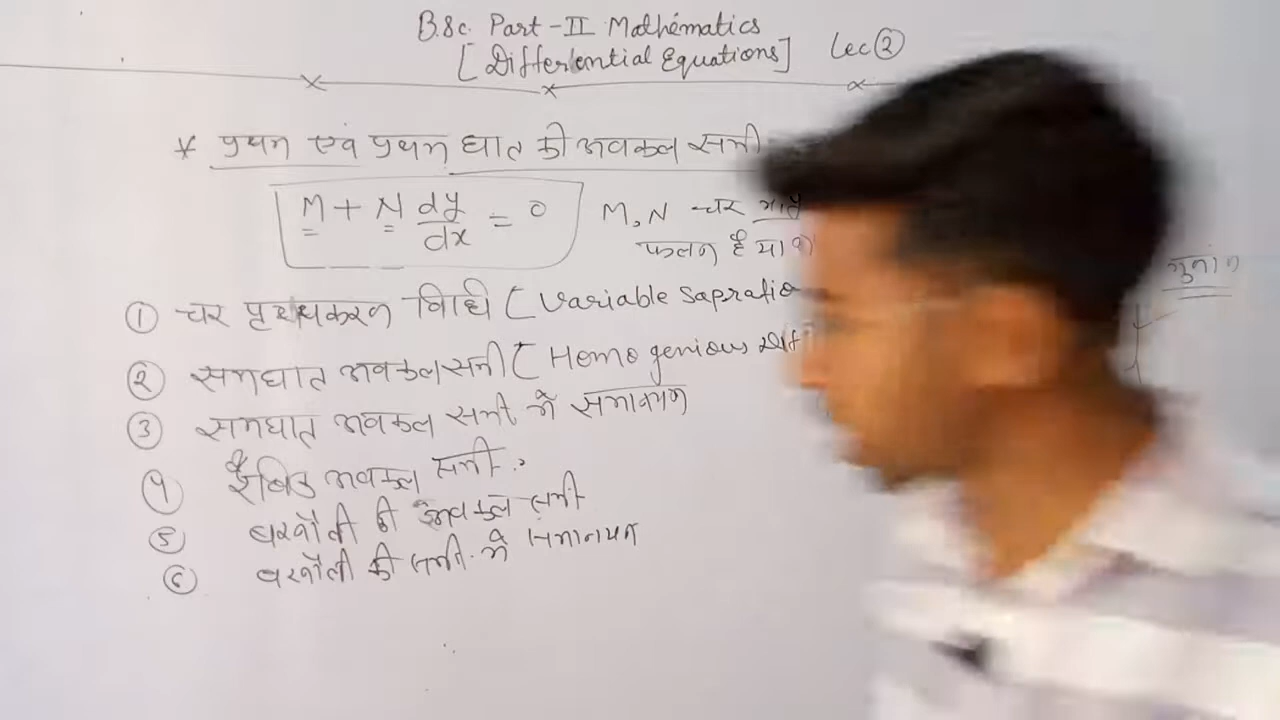 B.Sc. Part-II Mathematics
[Differential Equations] Lec ②
* प्रथम एवं प्रथम घात की अवकल समी
M + N dy/dx = 0
M, N चर
फलन है या
① चर पृथक्करण विधि (Variable Sapratio
② समघात अवकल समी (Homogenious
③ समघात अवकल समी में समानयन
④ रैखिक अवकल समी.
⑤ बरनौली की अवकल समी
⑥ बरनौली की समी. में समानयन